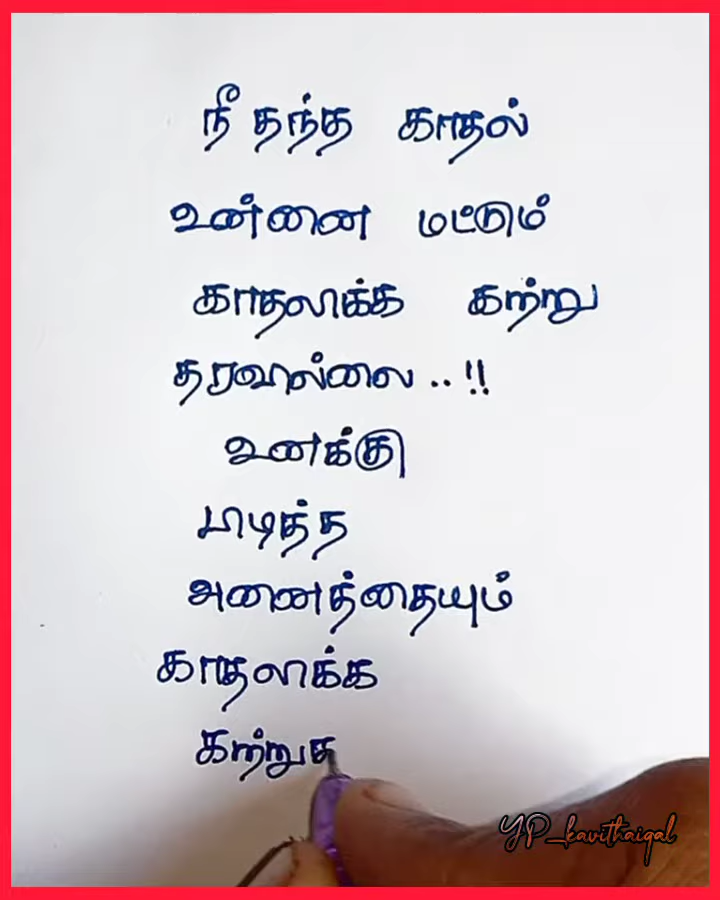 நீ தந்த காதல்
உன்னை மட்டும்
காதலிக்க கற்று
தரவில்லை ..!!
உனக்கு
பிடித்த
அனைத்தையும்
காதலிக்க
கற்றுத
YP_kavithaigal